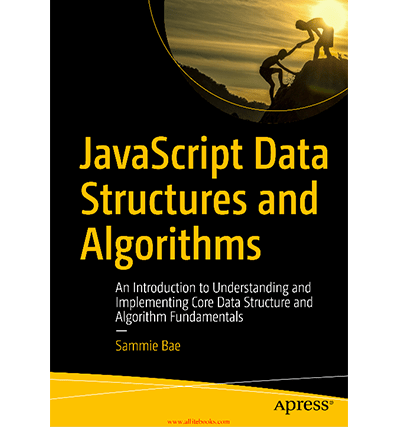 JavaScript Data
Structures and
Algorithms
An Introduction to Understanding and
Implementing Core Data Structure and
Algorithm Fundamentals
—
Sammie Bae
Apress®
www.allitebooks.com